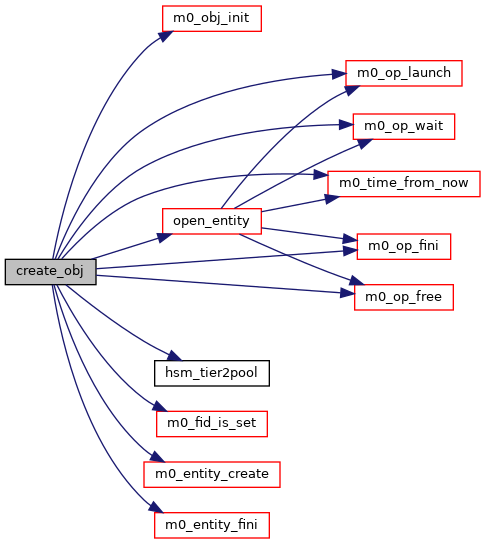 m0_obj_init
m0_op_launch
m0_op_wait
m0_time_from_now
open_entity
m0_op_fini
create_obj
m0_op_free
hsm_tier2pool
m0_fid_is_set
m0_entity_create
m0_entity_fini